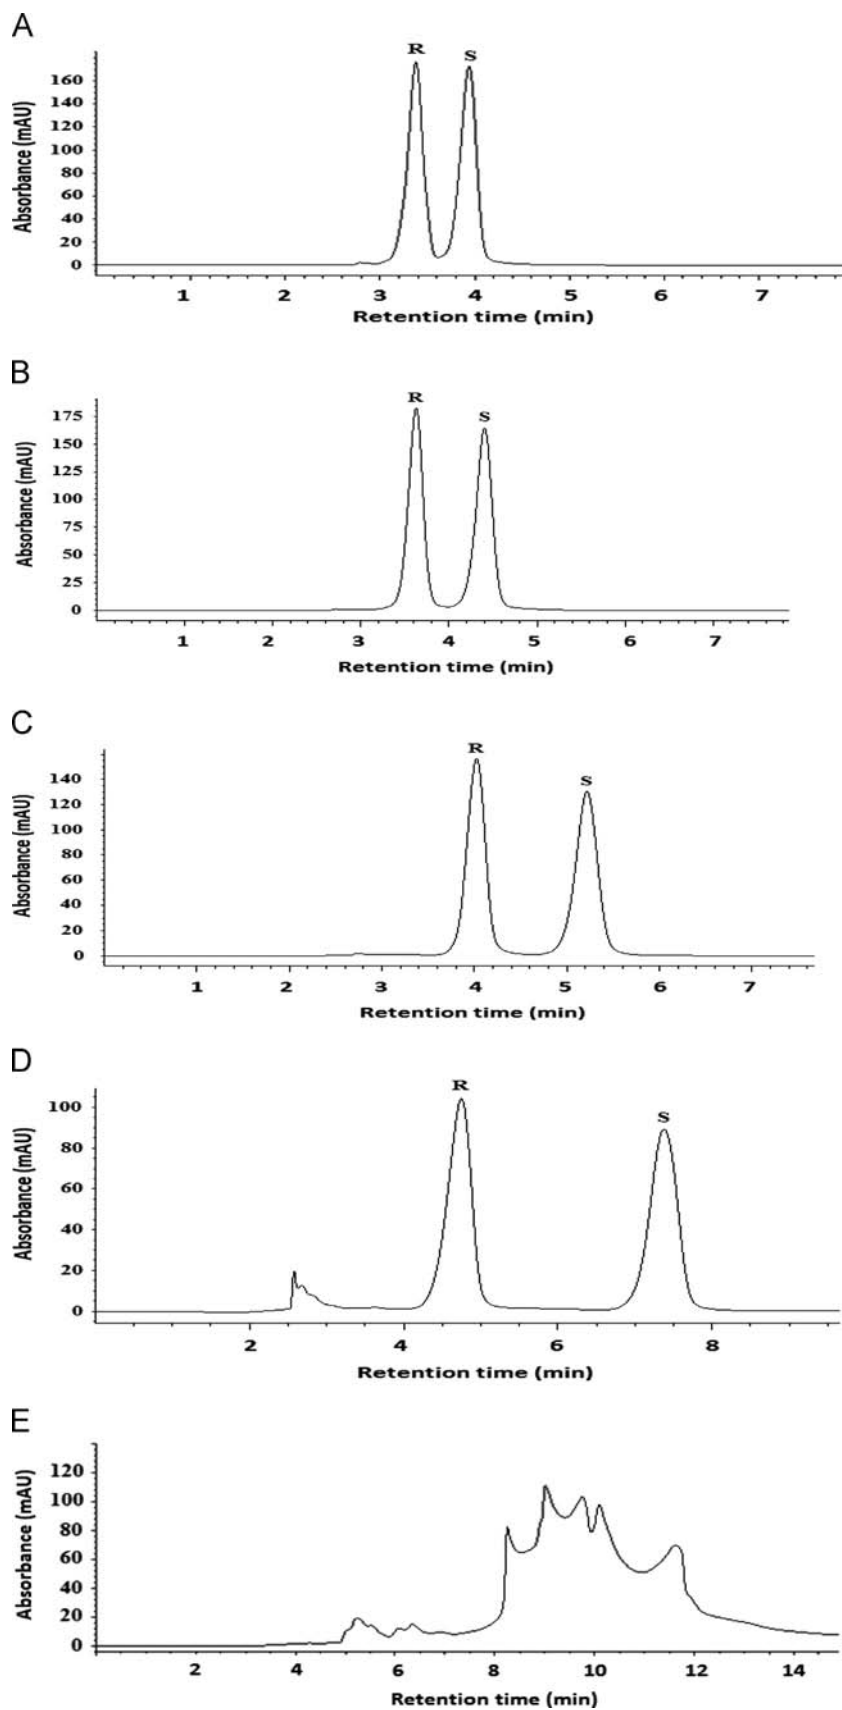 A
R S
Absorbance (mAU)
160
140
120
100
80
60
40
20
0
1 2 3 4 5 6 7
Retention time (min)
B
R S
Absorbance (mAU)
175
150
125
100
75
50
25
0
1 2 3 4 5 6 7
Retention time (min)
C
R S
Absorbance (mAU)
140
120
100
80
60
40
20
0
1 2 3 4 5 6 7
Retention time (min)
D
R S
Absorbance (mAU)
100
80
60
40
20
0
2 4 6 8
Retention time (min)
E
Absorbance (mAU)
120
100
80
60
40
20
0
2 4 6 8 10 12 14
Retention time (min)